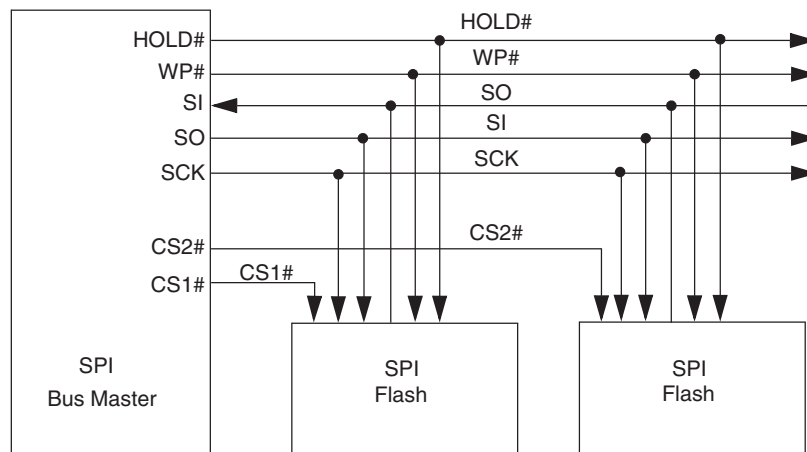 HOLD#
HOLD#
WP#
WP#
SI
SO
SO
SI
SCK
SCK
CS2#
CS2#
CS1#
CS1#
SPI
Bus Master
SPI
Flash
SPI
Flash